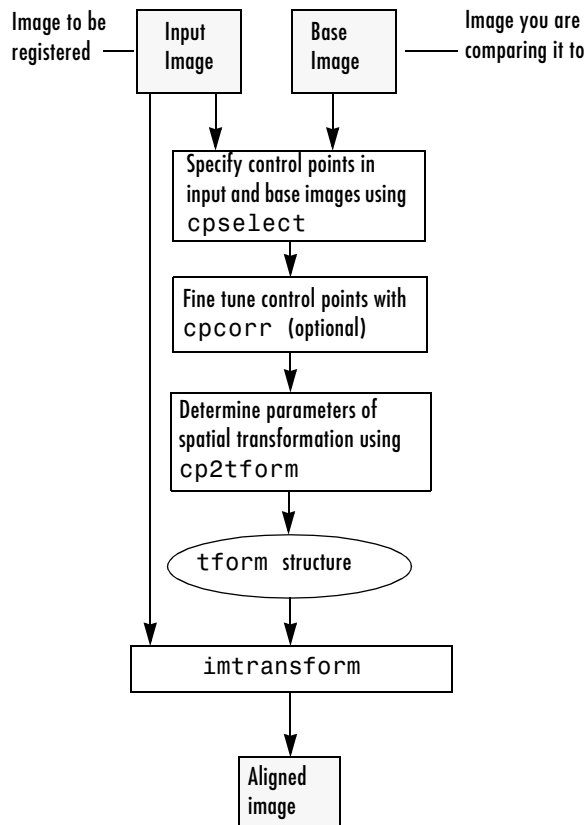 Image to be
registered
Input
Image
Base
Image
Image you are
comparing it to
Specify control points in
input and base images using
cpselect
Fine tune control points with
cpcorr (optional)
Determine parameters of
spatial transformation using
cp2tform
tform structure
imtransform
Aligned
image